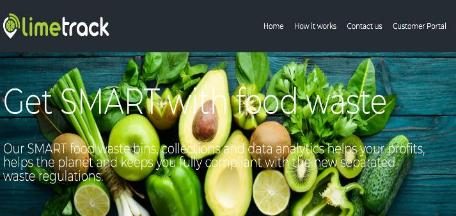 limetrack
Home How it works Contact us Customer Portal
Get SMART with food waste
Our SMART food waste bins, collections and data analytics helps your profits,
helps the planet and keeps you fully compliant with the new separated
waste regulations.